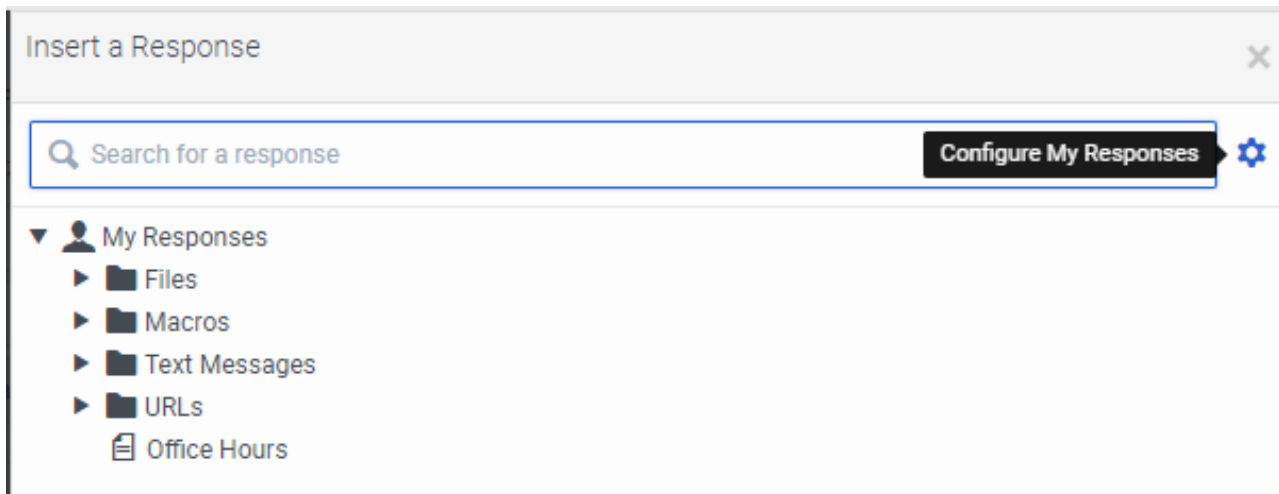 Insert a Response
Search for a response Configure My Responses
My Responses
Files
Macros
Text Messages
URLs
Office Hours